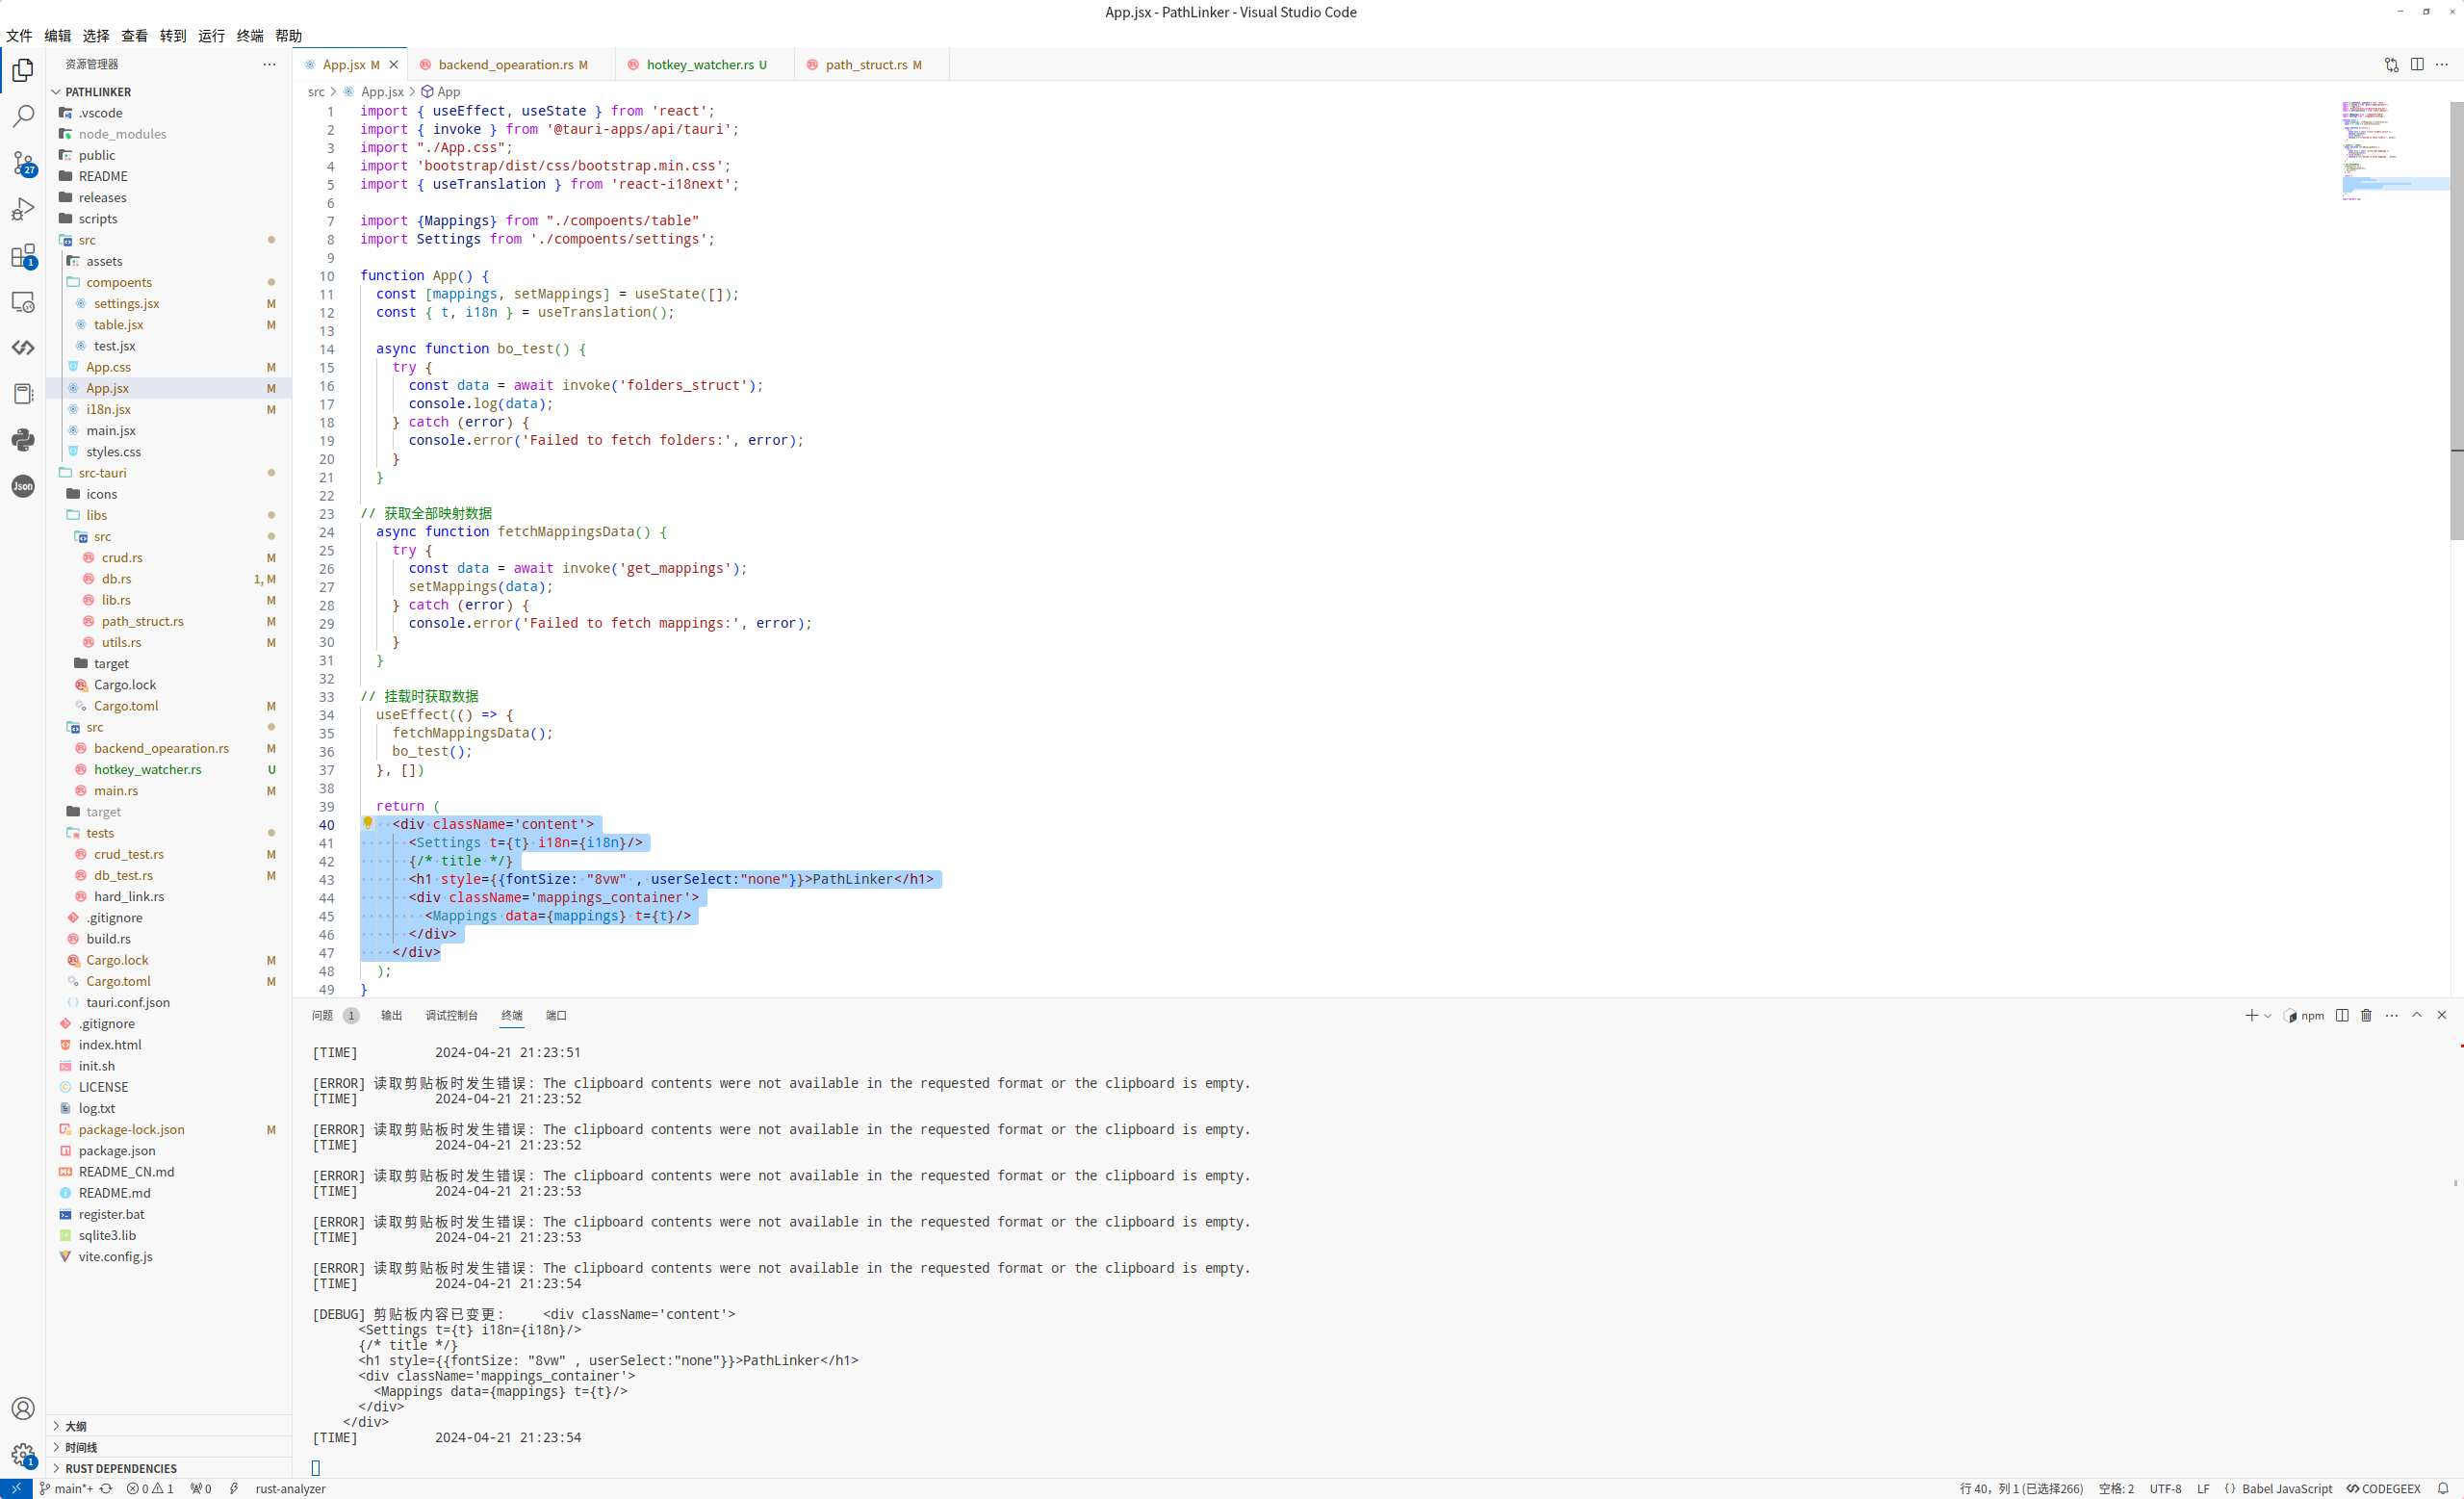 App.jsx - PathLinker - Visual Studio Code
文件 编辑 选择 查看 转到 运行 终端 帮助
资源管理器
PATHLINKER
.vscode
node_modules
public
README
releases
scripts
src
assets
compoents
settings.jsx M
table.jsx M
test.jsx
App.css M
App.jsx M
i18n.jsx M
main.jsx
styles.css
src-tauri
icons
libs
src
crud.rs M
db.rs 1, M
lib.rs M
path_struct.rs M
utils.rs M
target
Cargo.lock
Cargo.toml M
src
backend_opearation.rs M
hotkey_watcher.rs U
main.rs M
target
tests
crud_test.rs M
db_test.rs M
hard_link.rs
.gitignore
build.rs
Cargo.lock M
Cargo.toml M
tauri.conf.json
.gitignore
index.html
init.sh
LICENSE
log.txt
package-lock.json M
package.json
README_CN.md
README.md
register.bat
sqlite3.lib
vite.config.js
大纲
时间线
RUST DEPENDENCIES
27
1
Json
1
App.jsx M
backend_opearation.rs M
hotkey_watcher.rs U
path_struct.rs M
src > App.jsx > App
1 import { useEffect, useState } from 'react';
2 import { invoke } from '@tauri-apps/api/tauri';
3 import "./App.css";
4 import 'bootstrap/dist/css/bootstrap.min.css';
5 import { useTranslation } from 'react-i18next';
6
7 import {Mappings} from "./compoents/table"
8 import Settings from './compoents/settings';
9
10 function App() {
11 const [mappings, setMappings] = useState([]);
12 const { t, i18n } = useTranslation();
13
14 async function bo_test() {
15 try {
16 const data = await invoke('folders_struct');
17 console.log(data);
18 } catch (error) {
19 console.error('Failed to fetch folders:', error);
20 }
21 }
22
23 // 获取全部映射数据
24 async function fetchMappingsData() {
25 try {
26 const data = await invoke('get_mappings');
27 setMappings(data);
28 } catch (error) {
29 console.error('Failed to fetch mappings:', error);
30 }
31 }
32
33 // 挂载时获取数据
34 useEffect(() => {
35 fetchMappingsData();
36 bo_test();
37 }, [])
38
39 return (
40 <div className='content'>
41 <Settings t={t} i18n={i18n}/>
42 {/* title */}
43 <h1 style={{fontSize: "8vw" , userSelect:"none"}}>PathLinker</h1>
44 <div className='mappings_container'>
45 <Mappings data={mappings} t={t}/>
46 </div>
47 </div>
48 );
49 }
问题 1 输出 调试控制台 终端 端口
npm
[TIME] 2024-04-21 21:23:51
[ERROR] 读取剪贴板时发生错误: The clipboard contents were not available in the requested format or the clipboard is empty.
[TIME] 2024-04-21 21:23:52
[ERROR] 读取剪贴板时发生错误: The clipboard contents were not available in the requested format or the clipboard is empty.
[TIME] 2024-04-21 21:23:52
[ERROR] 读取剪贴板时发生错误: The clipboard contents were not available in the requested format or the clipboard is empty.
[TIME] 2024-04-21 21:23:53
[ERROR] 读取剪贴板时发生错误: The clipboard contents were not available in the requested format or the clipboard is empty.
[TIME] 2024-04-21 21:23:53
[ERROR] 读取剪贴板时发生错误: The clipboard contents were not available in the requested format or the clipboard is empty.
[TIME] 2024-04-21 21:23:54
[DEBUG] 剪贴板内容已变更: <div className='content'>
<Settings t={t} i18n={i18n}/>
{/* title */}
<h1 style={{fontSize: "8vw" , userSelect:"none"}}>PathLinker</h1>
<div className='mappings_container'>
<Mappings data={mappings} t={t}/>
</div>
</div>
[TIME] 2024-04-21 21:23:54
main*+ 0 1 0 rust-analyzer
行 40，列 1 (已选择266) 空格: 2 UTF-8 LF {} Babel JavaScript CODEGEEX